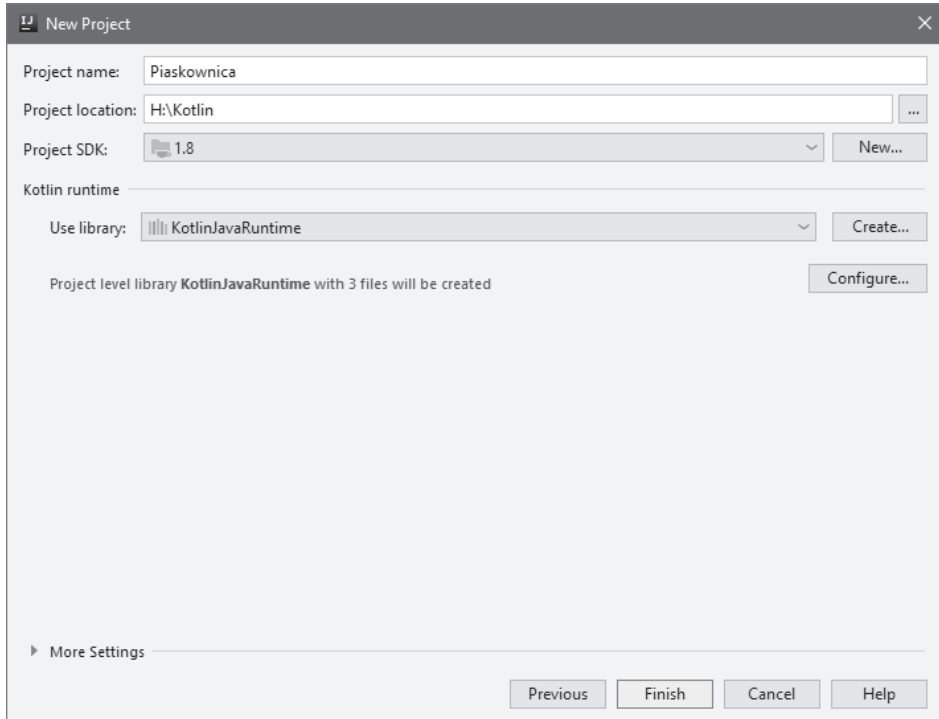 IJ New Project
Project name: Piaskownica
Project location: H:\Kotlin ...
Project SDK: 1.8 New...
Kotlin runtime
Use library: KotlinJavaRuntime Create...
Project level library KotlinJavaRuntime with 3 files will be created Configure...
More Settings
Previous Finish Cancel Help